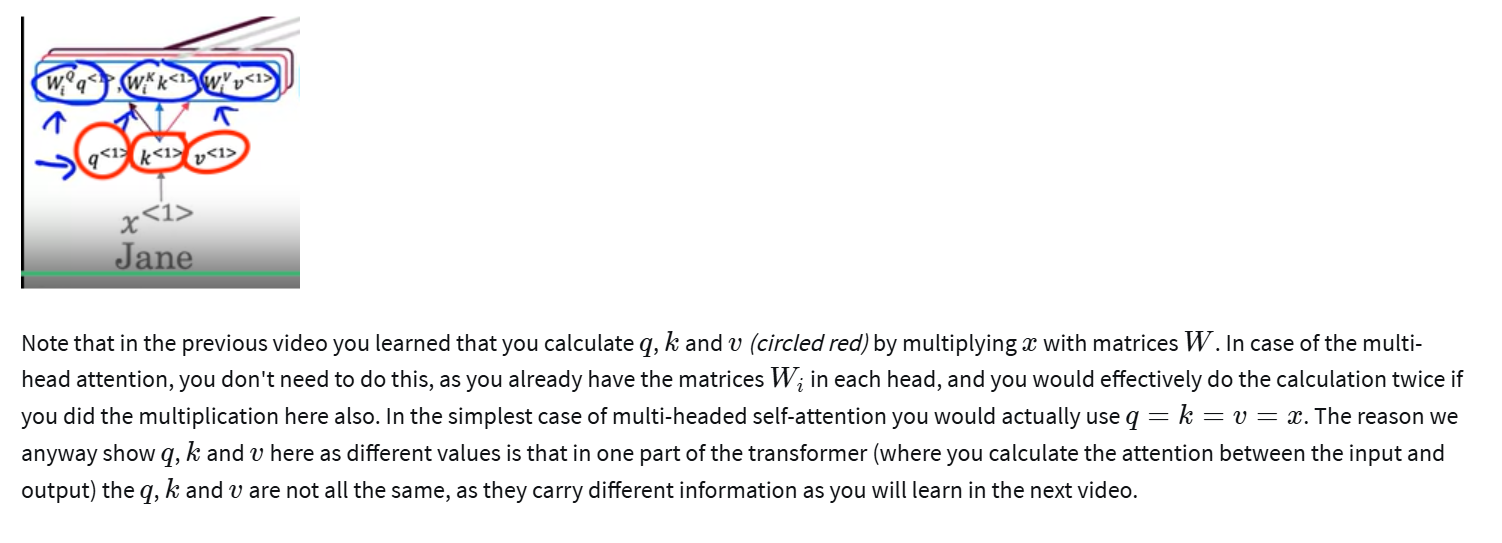 W_i^Q q^<1>, W_i^K k^<1>, W_i^V v^<1>
q^<1> k^<1> v^<1>
x^<1>
Jane
Note that in the previous video you learned that you calculate q, k and v (circled red) by multiplying x with matrices W. In case of the multi-
head attention, you don't need to do this, as you already have the matrices W_i in each head, and you would effectively do the calculation twice if
you did the multiplication here also. In the simplest case of multi-headed self-attention you would actually use q = k = v = x. The reason we
anyway show q, k and v here as different values is that in one part of the transformer (where you calculate the attention between the input and
output) the q, k and v are not all the same, as they carry different information as you will learn in the next video.